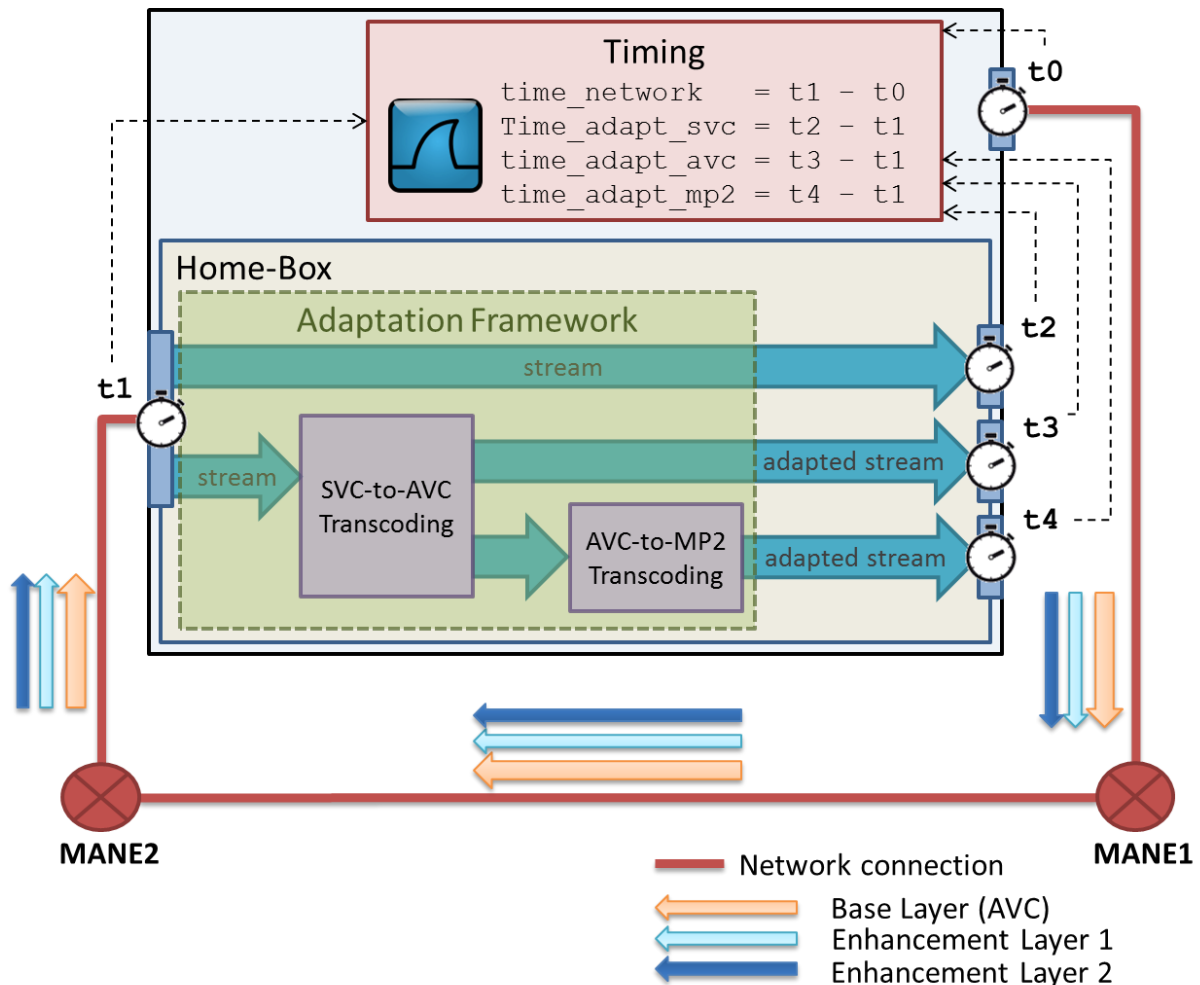 Timing
t0
time_network = t1 – t0
Time_adapt_svc = t2 – t1
time_adapt_avc = t3 – t1
time_adapt_mp2 = t4 – t1
Home-Box
Adaptation Framework
t2
stream
t1
t3
adapted stream
stream
SVC-to-AVC
Transcoding
t4
AVC-to-MP2
Transcoding
adapted stream
MANE2
MANE1
Network connection
Base Layer (AVC)
Enhancement Layer 1
Enhancement Layer 2